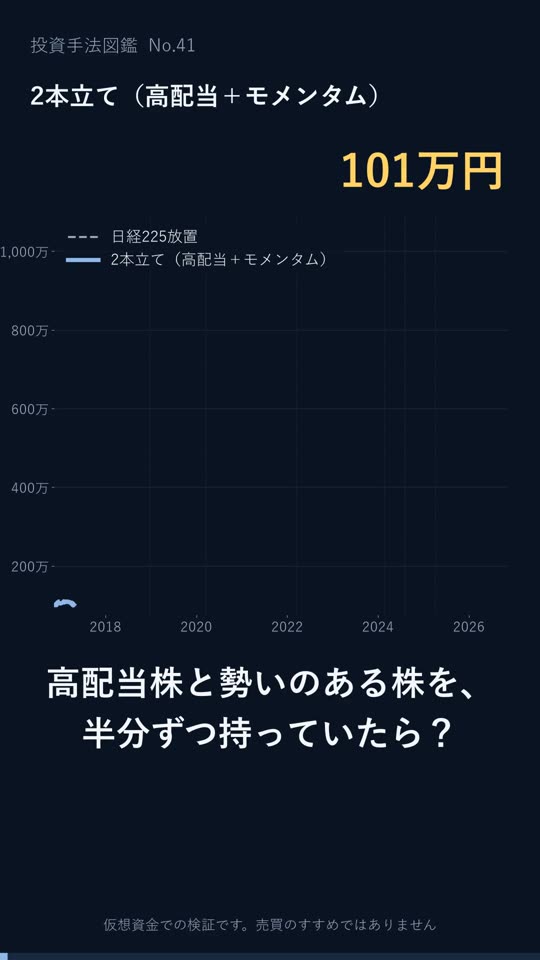 投資手法図鑑 No.41
2本立て（高配当＋モメンタム）
101万円
日経225放置
2本立て（高配当＋モメンタム）
1,000万
800万
600万
400万
200万
2018 2020 2022 2024 2026
高配当株と勢いのある株を、
半分ずつ持っていたら？
仮想資金での検証です。売買のすすめではありません